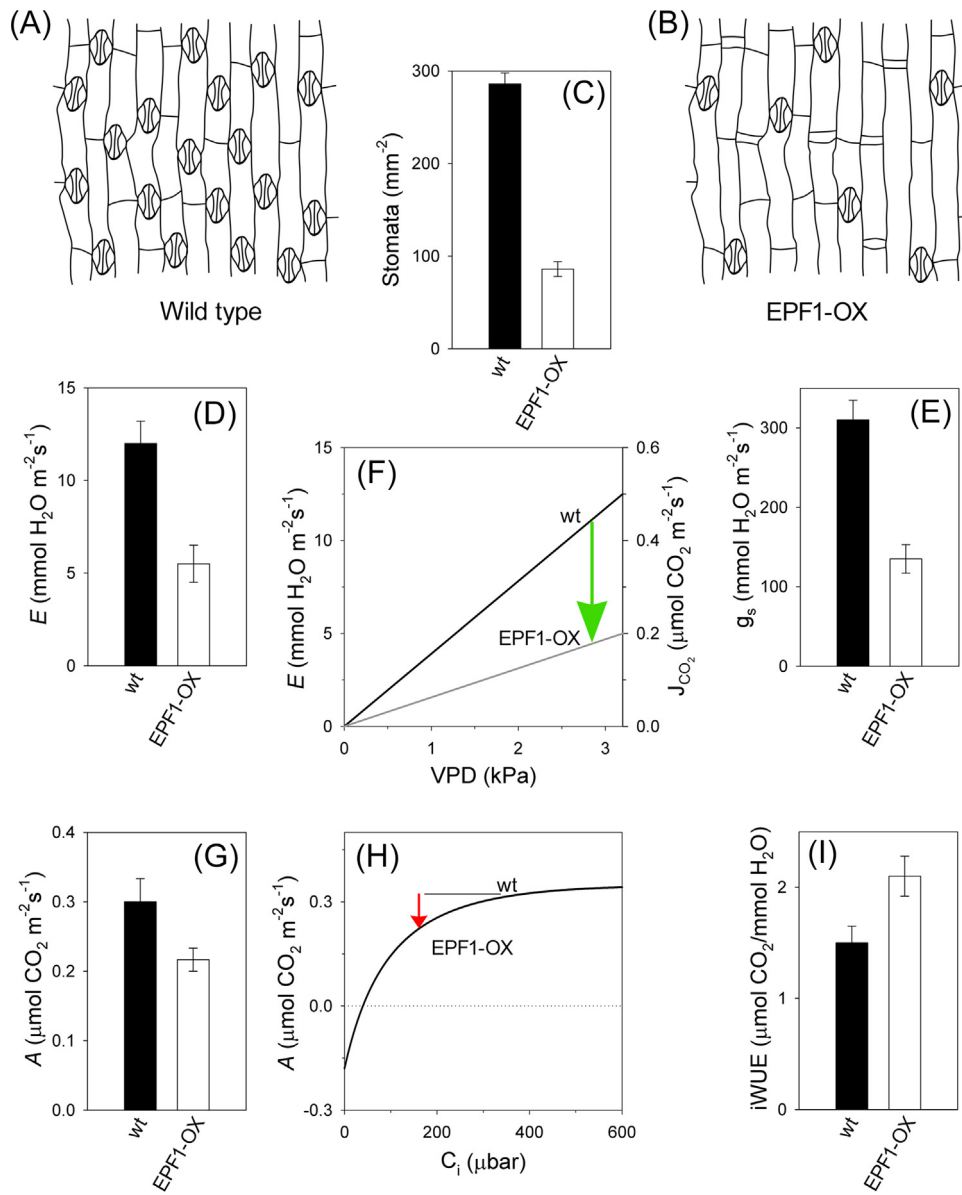 (A)
Wild type
(B)
EPF1-OX
(C)
Stomata (mm⁻²)
300
200
100
0
wt
EPF1-OX
(D)
E (mmol H₂O m⁻²s⁻¹)
15
10
5
0
wt
EPF1-OX
(F)
E (mmol H₂O m⁻²s⁻¹)
15
10
5
0
wt
EPF1-OX
0.6
0.4
0.2
0.0
J_CO₂ (μmol CO₂ m⁻²s⁻¹)
0
1
2
3
VPD (kPa)
(E)
gₛ (mmol H₂O m⁻²s⁻¹)
300
200
100
0
wt
EPF1-OX
(G)
A (μmol CO₂ m⁻²s⁻¹)
0.4
0.3
0.2
0.1
0.0
wt
EPF1-OX
(H)
A (μmol CO₂ m⁻²s⁻¹)
0.3
0.0
-0.3
wt
EPF1-OX
0
200
400
600
Cᵢ (μbar)
(I)
iWUE (μmol CO₂/mmol H₂O)
2
1
0
wt
EPF1-OX